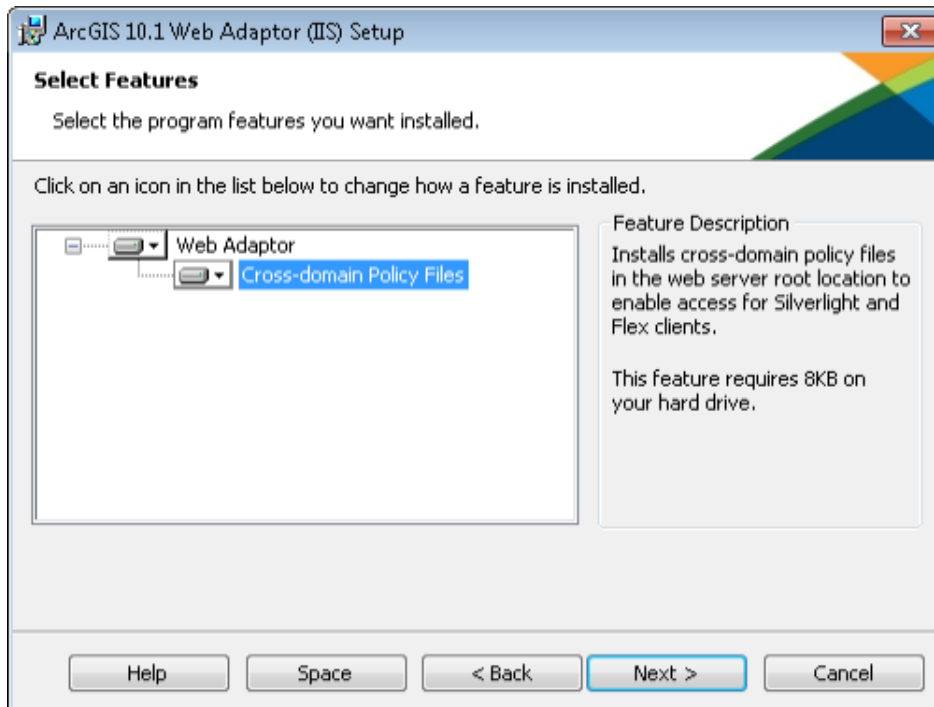 ArcGIS 10.1 Web Adaptor (IIS) Setup
Select Features
Select the program features you want installed.
Click on an icon in the list below to change how a feature is installed.
Web Adaptor
Cross-domain Policy Files
Feature Description
Installs cross-domain policy files
in the web server root location to
enable access for Silverlight and
Flex clients.
This feature requires 8KB on
your hard drive.
Help
Space
< Back
Next >
Cancel